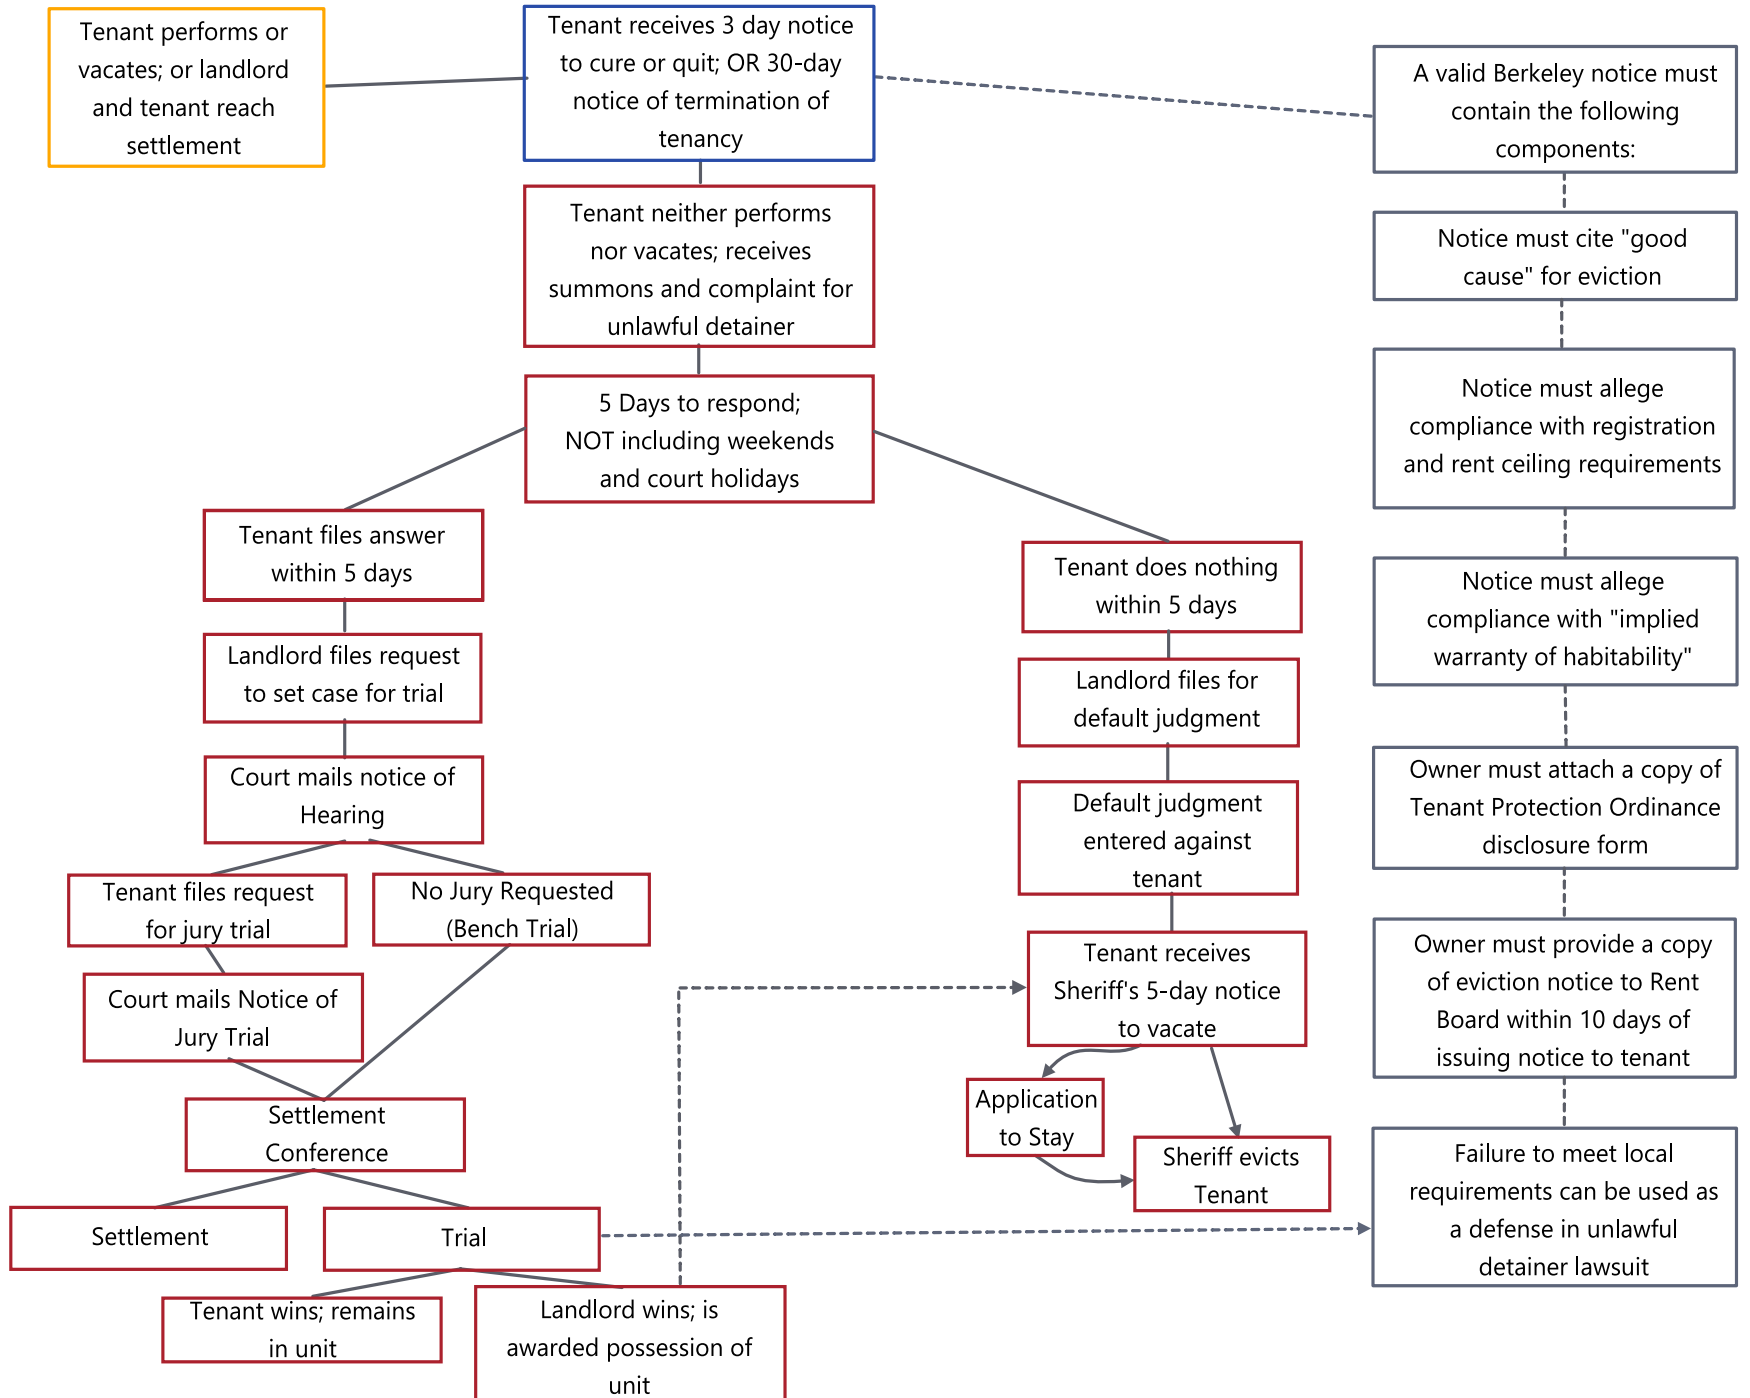 Tenant performs or
vacates; or landlord
and tenant reach
settlement
Tenant receives 3 day notice
to cure or quit; OR 30-day
notice of termination of
tenancy
A valid Berkeley notice must
contain the following
components:
Tenant neither performs
nor vacates; receives
summons and complaint for
unlawful detainer
Notice must cite "good
cause" for eviction
5 Days to respond;
NOT including weekends
and court holidays
Notice must allege
compliance with registration
and rent ceiling requirements
Tenant files answer
within 5 days
Tenant does nothing
within 5 days
Notice must allege
compliance with "implied
warranty of habitability"
Landlord files request
to set case for trial
Landlord files for
default judgment
Court mails notice of
Hearing
Default judgment
entered against
tenant
Owner must attach a copy of
Tenant Protection Ordinance
disclosure form
Tenant files request
for jury trial
No Jury Requested
(Bench Trial)
Court mails Notice of
Jury Trial
Tenant receives
Sheriff's 5-day notice
to vacate
Owner must provide a copy
of eviction notice to Rent
Board within 10 days of
issuing notice to tenant
Settlement
Conference
Application
to Stay
Sheriff evicts
Tenant
Failure to meet local
requirements can be used as
a defense in unlawful
detainer lawsuit
Settlement
Trial
Tenant wins; remains
in unit
Landlord wins; is
awarded possession of
unit